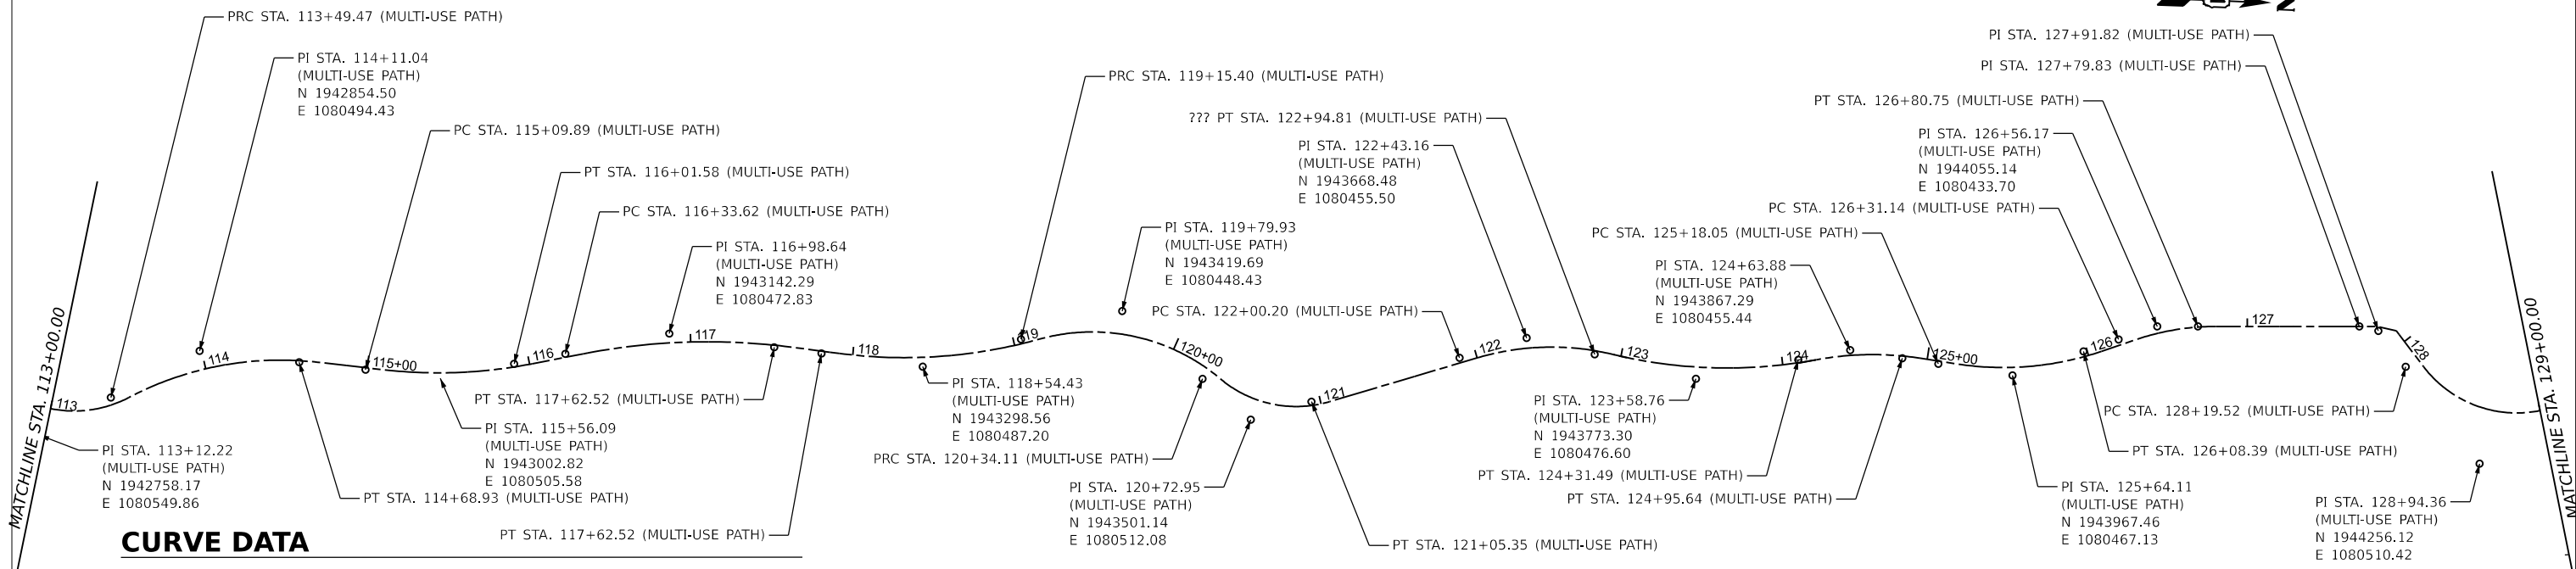 PRC STA. 113+49.47 (MULTI-USE PATH)
PI STA. 114+11.04
(MULTI-USE PATH)
N 1942854.50
E 1080494.43
PC STA. 115+09.89 (MULTI-USE PATH)
PT STA. 116+01.58 (MULTI-USE PATH)
PC STA. 116+33.62 (MULTI-USE PATH)
PI STA. 116+98.64
(MULTI-USE PATH)
N 1943142.29
E 1080472.83
PRC STA. 119+15.40 (MULTI-USE PATH)
??? PT STA. 122+94.81 (MULTI-USE PATH)
PI STA. 122+43.16
(MULTI-USE PATH)
N 1943668.48
E 1080455.50
PI STA. 119+79.93
(MULTI-USE PATH)
N 1943419.69
E 1080448.43
PC STA. 122+00.20 (MULTI-USE PATH)
N
PI STA. 127+91.82 (MULTI-USE PATH)
PI STA. 127+79.83 (MULTI-USE PATH)
PT STA. 126+80.75 (MULTI-USE PATH)
PI STA. 126+56.17
(MULTI-USE PATH)
N 1944055.14
E 1080433.70
PC STA. 126+31.14 (MULTI-USE PATH)
PC STA. 125+18.05 (MULTI-USE PATH)
PI STA. 124+63.88
(MULTI-USE PATH)
N 1943867.29
E 1080455.44
MATCHLINE STA. 113+00.00
113
114
115+00
116
117
118
119
120+00
121
122
123
124
125+00
126
127
128
MATCHLINE STA. 129+00.00
PI STA. 113+12.22
(MULTI-USE PATH)
N 1942758.17
E 1080549.86
PT STA. 114+68.93 (MULTI-USE PATH)
PT STA. 117+62.52 (MULTI-USE PATH)
PI STA. 115+56.09
(MULTI-USE PATH)
N 1943002.82
E 1080505.58
PT STA. 117+62.52 (MULTI-USE PATH)
PI STA. 118+54.43
(MULTI-USE PATH)
N 1943298.56
E 1080487.20
PRC STA. 120+34.11 (MULTI-USE PATH)
PI STA. 120+72.95
(MULTI-USE PATH)
N 1943501.14
E 1080512.08
PT STA. 121+05.35 (MULTI-USE PATH)
PI STA. 123+58.76
(MULTI-USE PATH)
N 1943773.30
E 1080476.60
PT STA. 124+31.49 (MULTI-USE PATH)
PT STA. 124+95.64 (MULTI-USE PATH)
PC STA. 128+19.52 (MULTI-USE PATH)
PT STA. 126+08.39 (MULTI-USE PATH)
PI STA. 125+64.11
(MULTI-USE PATH)
N 1943967.46
E 1080467.13
PI STA. 128+94.36
(MULTI-USE PATH)
N 1944256.12
E 1080510.42
CURVE DATA